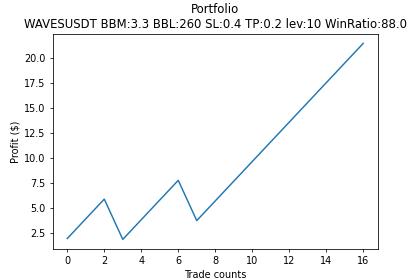 Portfolio
WAVESUSDT BBM:3.3 BBL:260 SL:0.4 TP:0.2 lev:10 WinRatio:88.0
20.0
17.5
15.0
12.5
10.0
7.5
5.0
2.5
Profit ($)
0 2 4 6 8 10 12 14 16
Trade counts